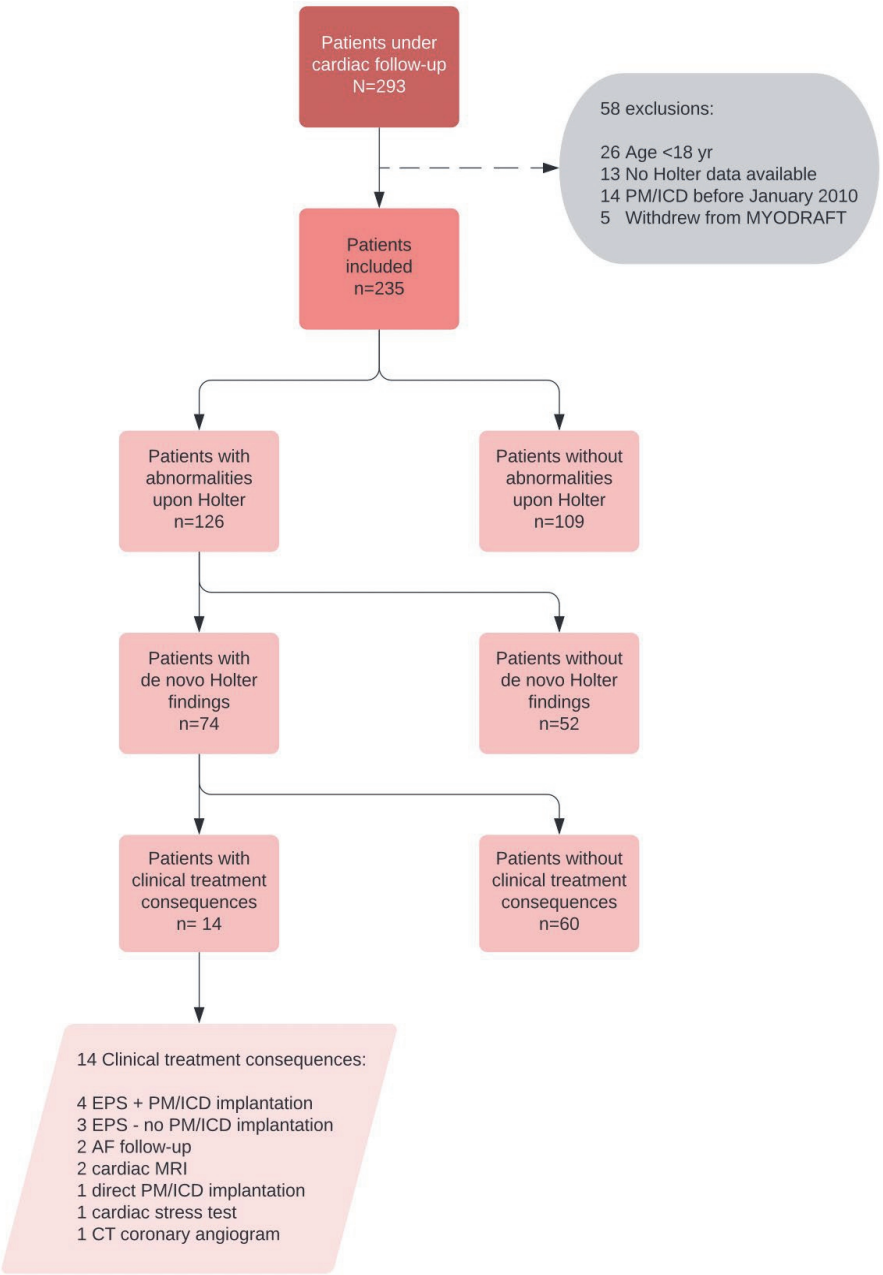 Patients under
cardiac follow-up
N=293
58 exclusions:
26 Age <18 yr
13 No Holter data available
14 PM/ICD before January 2010
5 Withdrew from MYODRAFT
Patients
included
n=235
Patients with
abnormalities
upon Holter
n=126
Patients without
abnormalities
upon Holter
n=109
Patients with
de novo Holter
findings
n=74
Patients without
de novo Holter
findings
n=52
Patients with
clinical treatment
consequences
n= 14
Patients without
clinical treatment
consequences
n=60
14 Clinical treatment consequences:
4 EPS + PM/ICD implantation
3 EPS - no PM/ICD implantation
2 AF follow-up
2 cardiac MRI
1 direct PM/ICD implantation
1 cardiac stress test
1 CT coronary angiogram